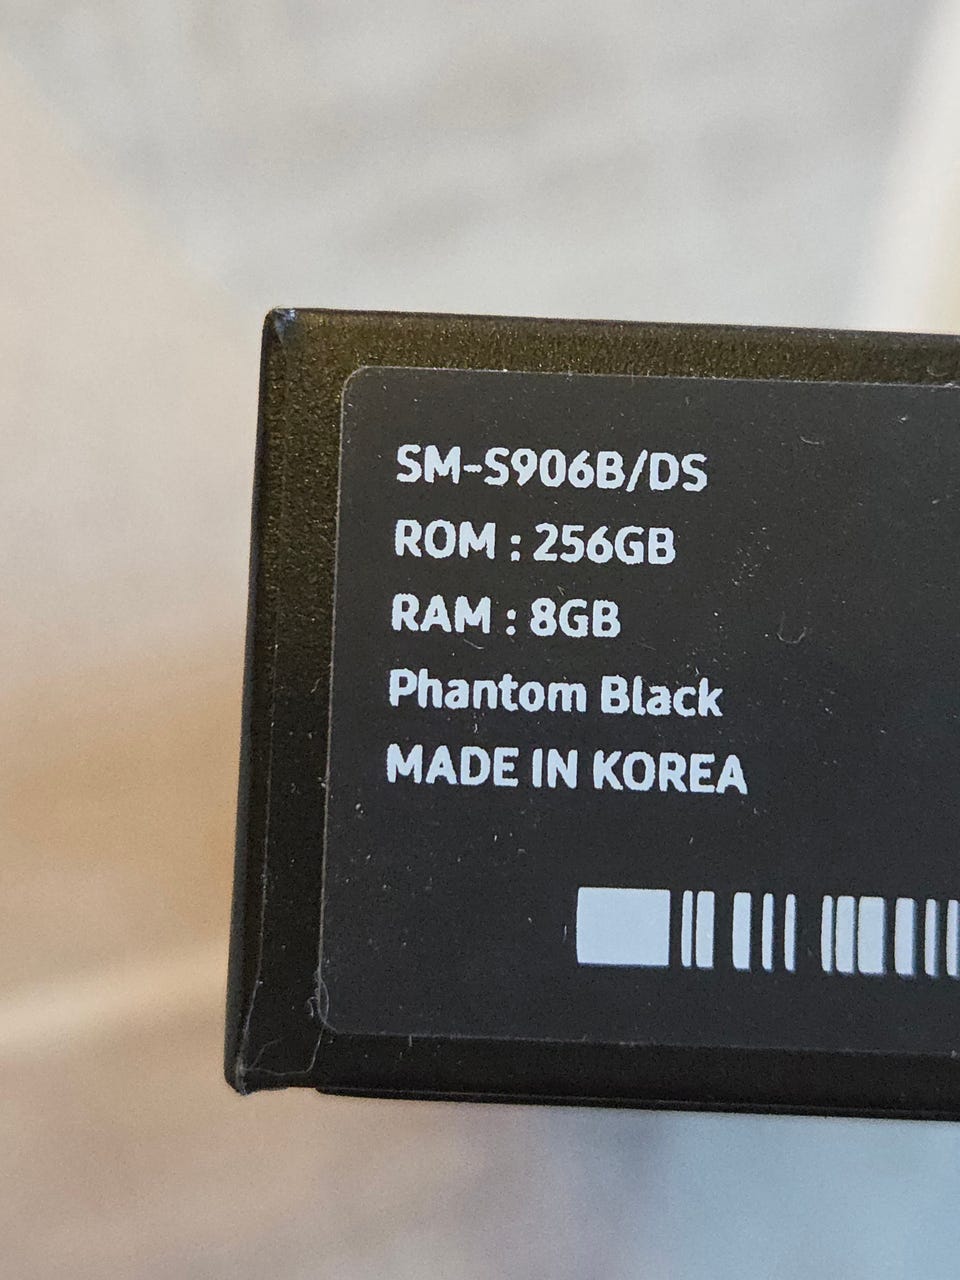 SM-S906B/DS
ROM : 256GB
RAM : 8GB
Phantom Black
MADE IN KOREA